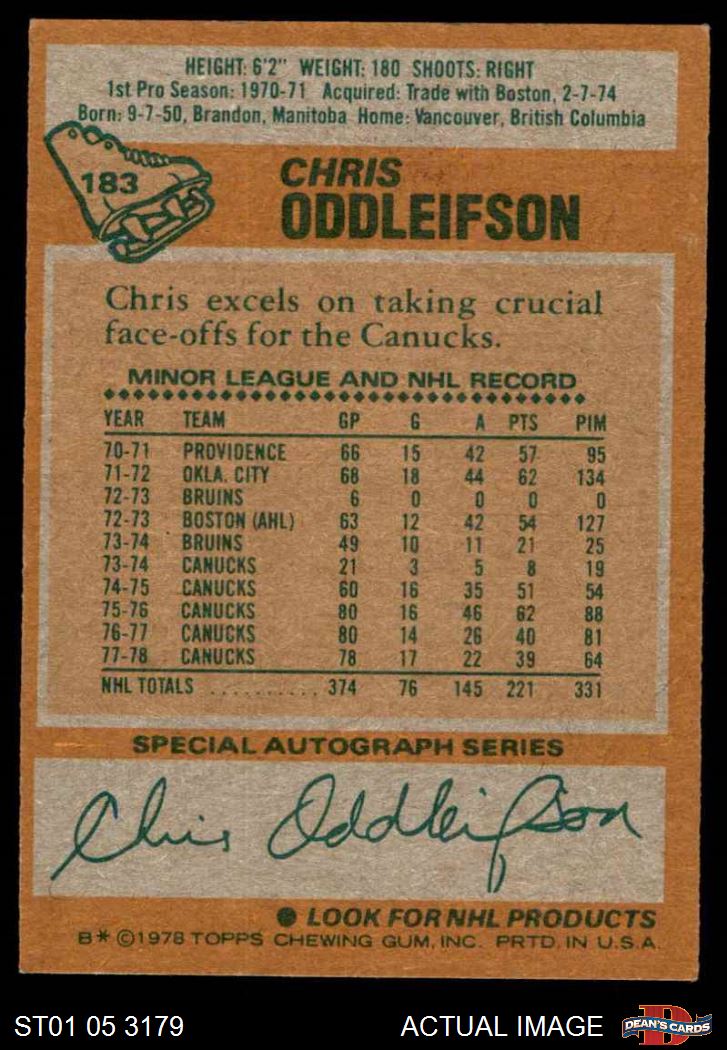 HEIGHT: 6'2" WEIGHT: 180 SHOOTS: RIGHT
1st Pro Season: 1970-71 Acquired: Trade with Boston, 2-7-74
Born: 9-7-50, Brandon, Manitoba Home: Vancouver, British Columbia
183
CHRIS
ODDLEIFSON
Chris excels on taking crucial
face-offs for the Canucks.
MINOR LEAGUE AND NHL RECORD
YEAR TEAM GP G A PTS PIM
70-71 PROVIDENCE 66 15 42 57 95
71-72 OKLA. CITY 68 18 44 62 134
72-73 BRUINS 6 0 0 0 0
72-73 BOSTON (AHL) 63 12 42 54 127
73-74 BRUINS 49 10 11 21 25
73-74 CANUCKS 21 3 5 8 19
74-75 CANUCKS 60 16 35 51 54
75-76 CANUCKS 80 16 46 62 88
76-77 CANUCKS 80 14 26 40 81
77-78 CANUCKS 78 17 22 39 64
NHL TOTALS .......... 374 76 145 221 331
SPECIAL AUTOGRAPH SERIES
Chris Oddleifson
● LOOK FOR NHL PRODUCTS
B* ©1978 TOPPS CHEWING GUM, INC. PRTD. IN U.S.A.
ST01 05 3179 ACTUAL IMAGE
D
DEAN'S CARDS